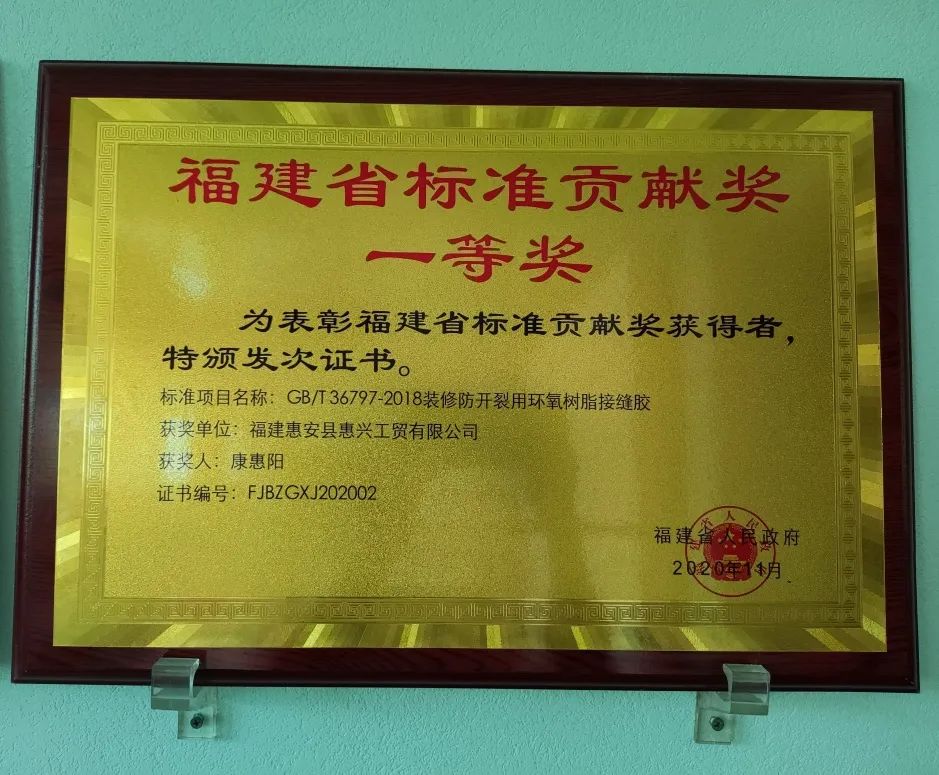 福建省标准贡献奖
一等奖
为表彰福建省标准贡献奖获得者，
特颁发次证书。
标准项目名称：GB/T 36797-2018装修防开裂用环氧树脂接缝胶
获奖单位：福建惠安县惠兴工贸有限公司
获奖人：康惠阳
证书编号：FJBZGXJ202002
福建省人民政府
2020年11月